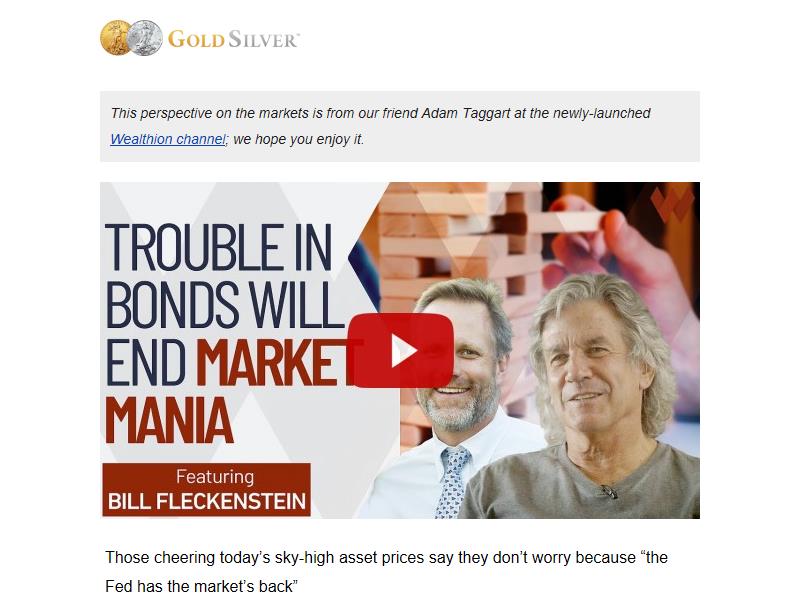 GOLD SILVER™
This perspective on the markets is from our friend Adam Taggart at the newly-launched
Wealthion channel; we hope you enjoy it.
TROUBLE IN
BONDS WILL
END MARKET
MANIA
Featuring
BILL FLECKENSTEIN
Those cheering today’s sky-high asset prices say they don’t worry because “the
Fed has the market’s back”